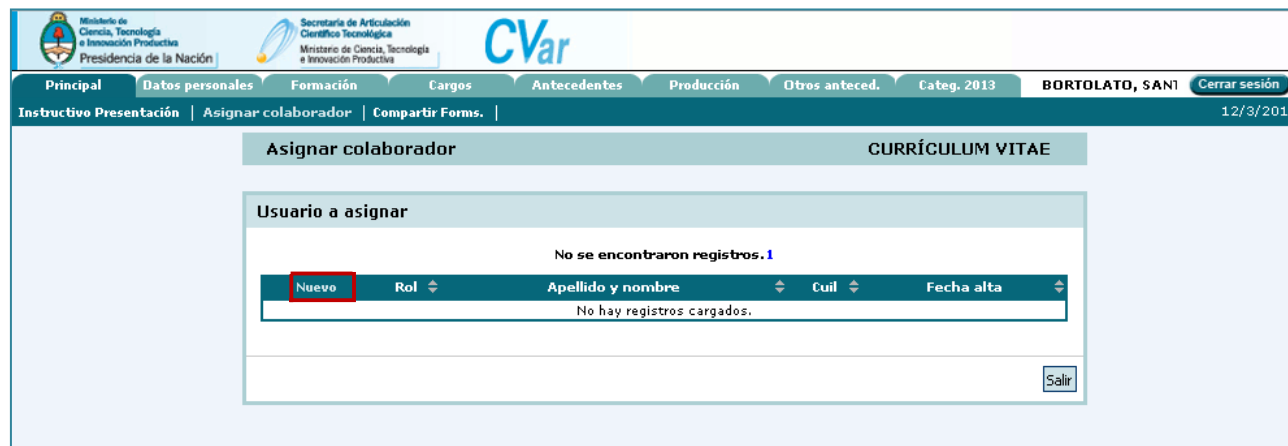 Ministerio de
Ciencia, Tecnología
e Innovación Productiva
Presidencia de la Nación
Secretaría de Articulación
Científico Tecnológica
Ministerio de Ciencia, Tecnología
e Innovación Productiva
CVar
Principal Datos personales Formación Cargos Antecedentes Producción Otros anteced. Categ. 2013 BORTOLATO, SANT Cerrar sesión
Instructivo Presentación | Asignar colaborador | Compartir Forms. | 12/3/201
Asignar colaborador CURRÍCULUM VITAE
Usuario a asignar
No se encontraron registros.1
Nuevo Rol Apellido y nombre Cuil Fecha alta
No hay registros cargados.
Salir